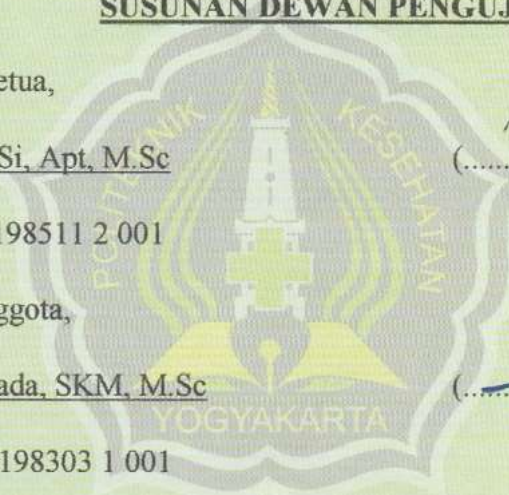 SUSUNAN DEWAN PENGUJ
etua,
Si, Apt, M.Sc (......
198511 2 001
ggota,
ada, SKM, M.Sc (......
198303 1 001
POLITEKNIK KESEHATAN
YOGYAKARTA